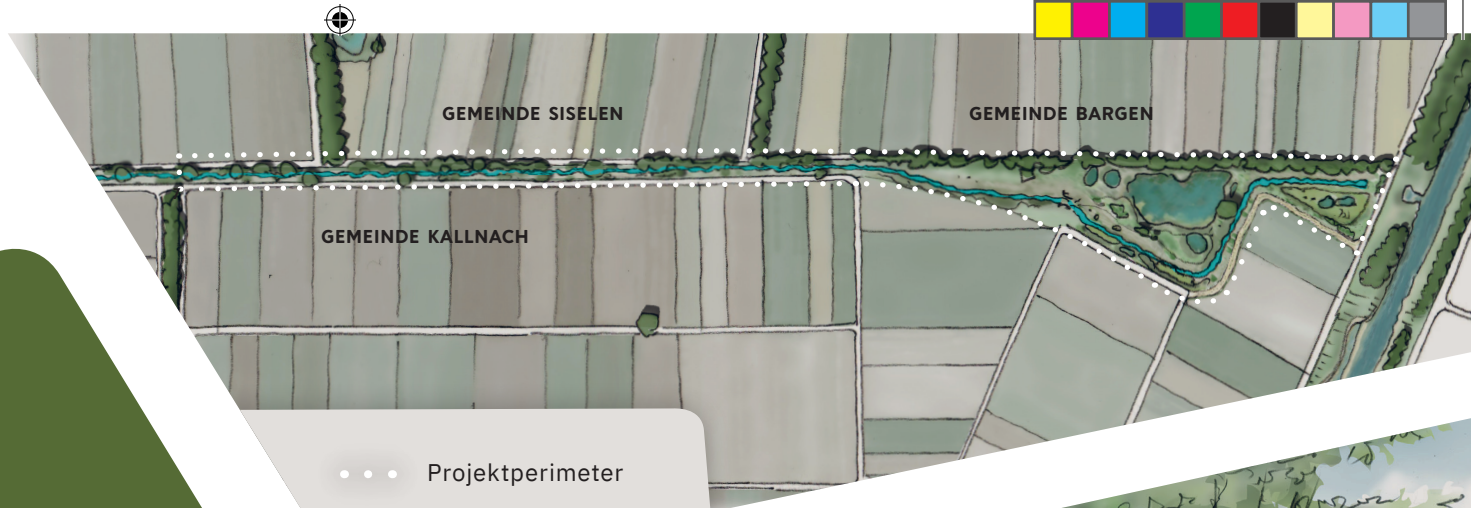 GEMEINDE SISELEN
GEMEINDE BARGEN
GEMEINDE KALLNACH
Projektperimeter